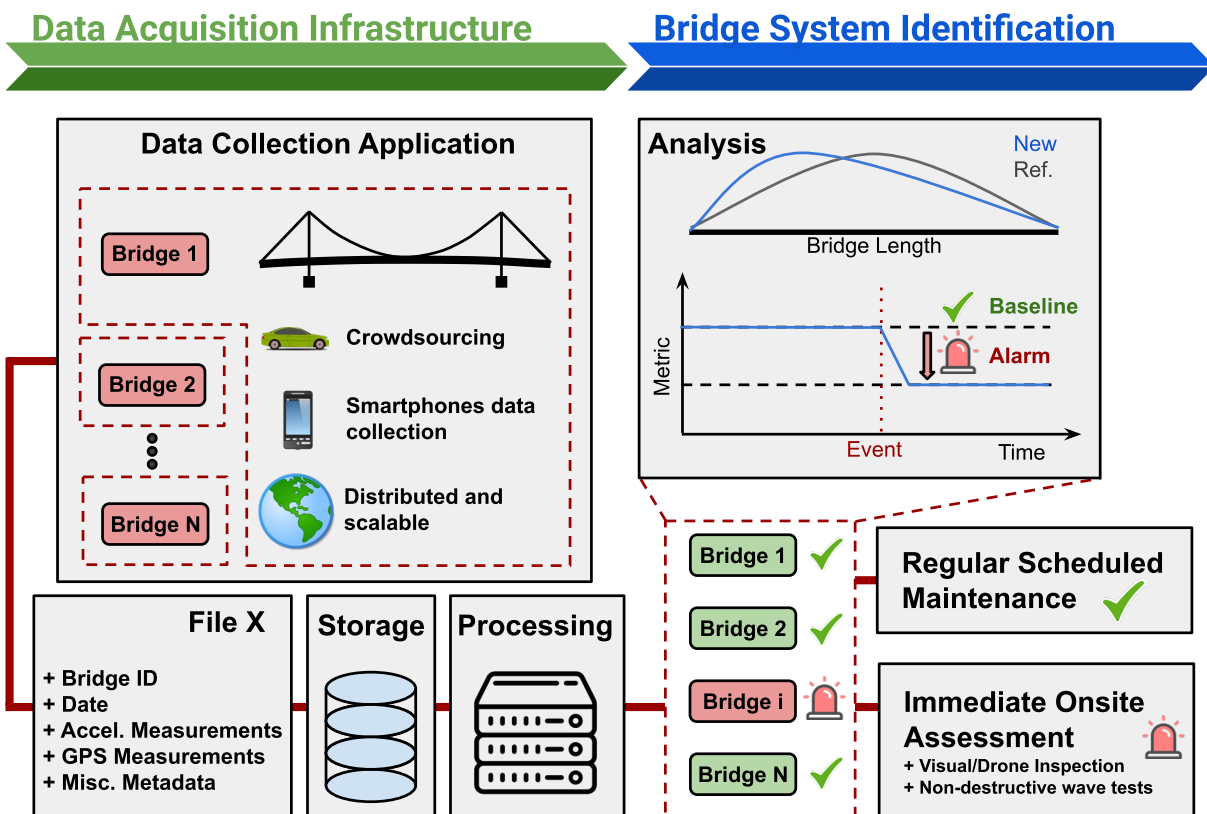 Data Acquisition Infrastructure
Bridge System Identification
Data Collection Application
Bridge 1
Crowdsourcing
Bridge 2
Smartphones data
collection
Bridge N
Distributed and
scalable
File X
+ Bridge ID
+ Date
+ Accel. Measurements
+ GPS Measurements
+ Misc. Metadata
Storage
Processing
Analysis
New
Ref.
Bridge Length
Metric
Baseline
Alarm
Event
Time
Bridge 1
Bridge 2
Bridge i
Bridge N
Regular Scheduled
Maintenance
Immediate Onsite
Assessment
+ Visual/Drone Inspection
+ Non-destructive wave tests